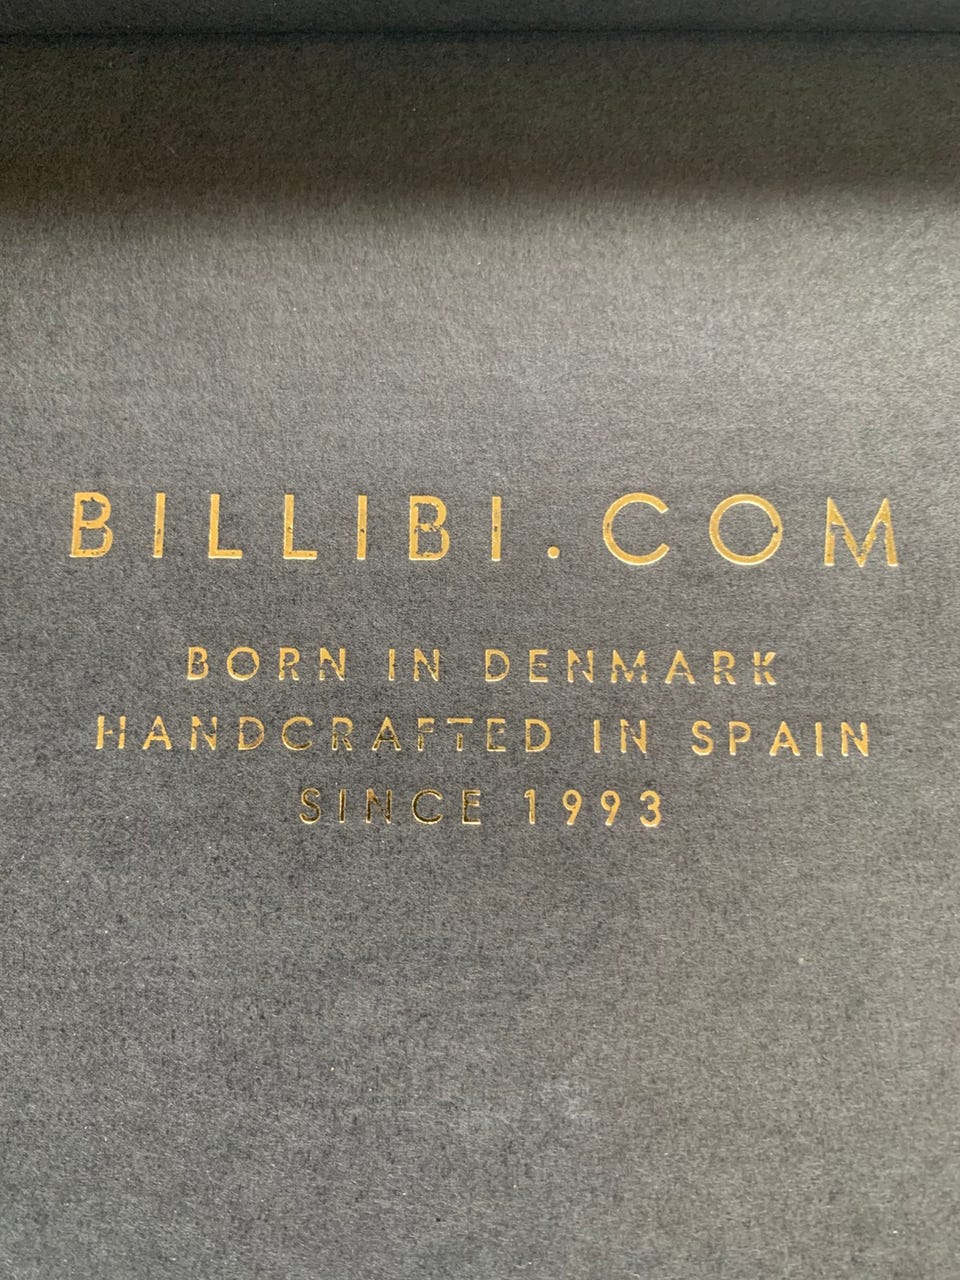 BILLIBI.COM
BORN IN DENMARK
HANDCRAFTED IN SPAIN
SINCE 1993